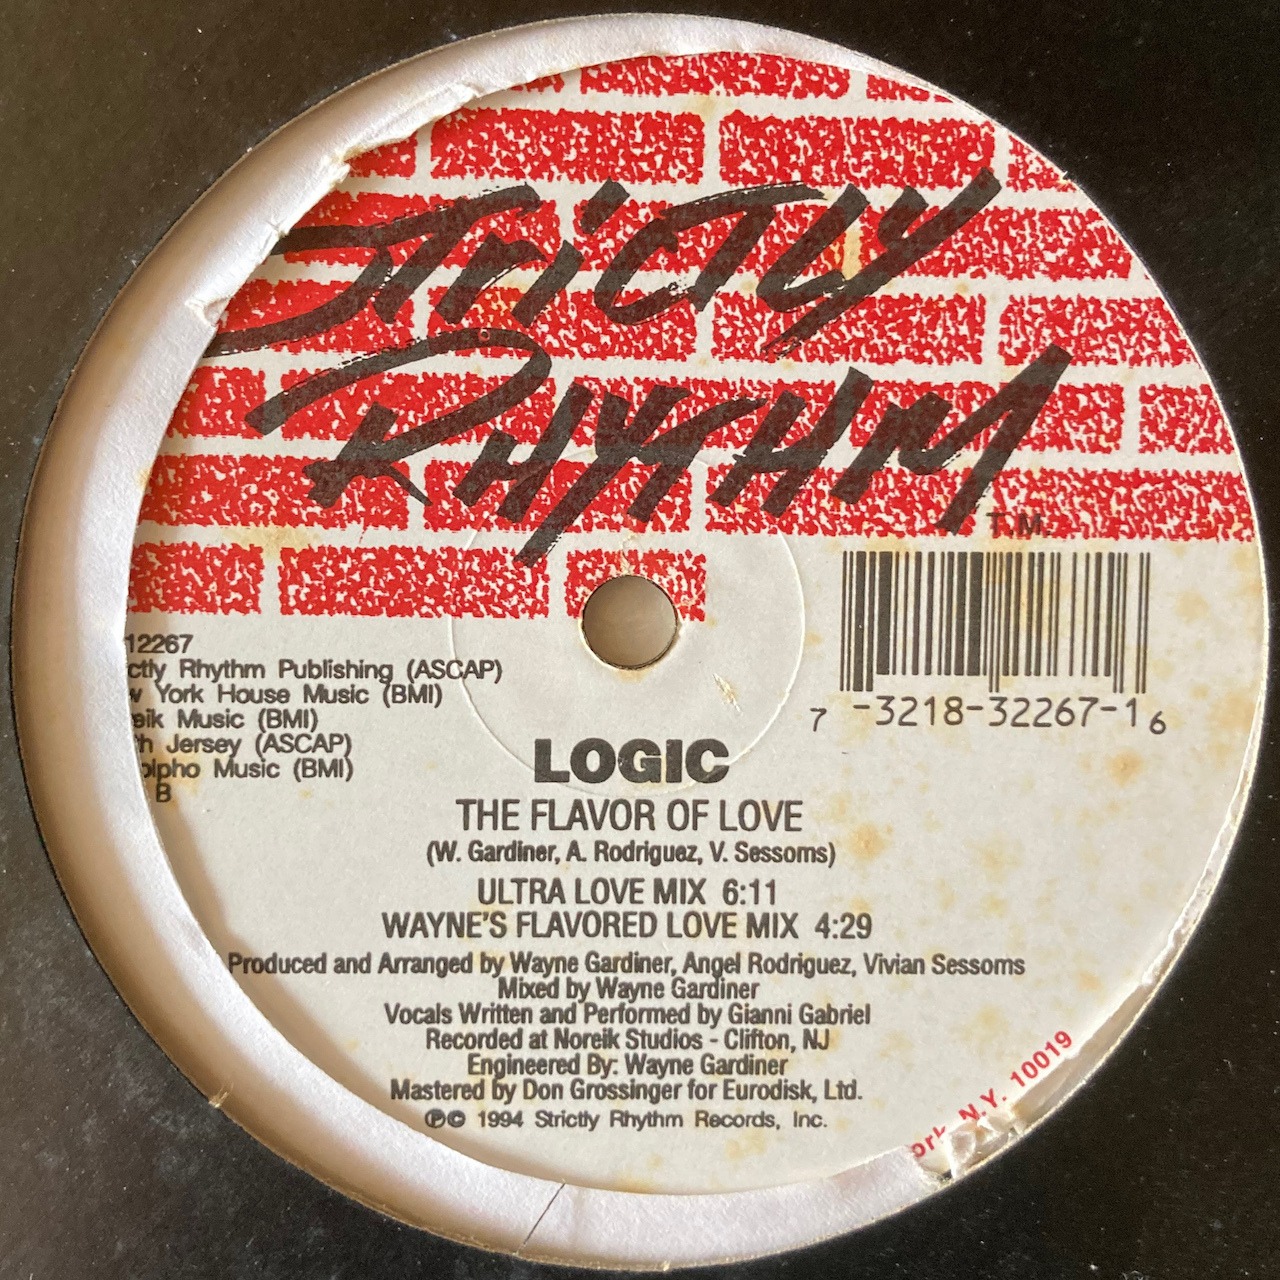 STRICTLY
RHYTHM
T.M.
12267
ctly Rhythm Publishing (ASCAP)
w York House Music (BMI)
eik Music (BMI)
th Jersey (ASCAP)
olpho Music (BMI)
B
7 -3218-32267-1 6
LOGIC
THE FLAVOR OF LOVE
(W. Gardiner, A. Rodriguez, V. Sessoms)
ULTRA LOVE MIX 6:11
WAYNE'S FLAVORED LOVE MIX 4:29
Produced and Arranged by Wayne Gardiner, Angel Rodriguez, Vivian Sessoms
Mixed by Wayne Gardiner
Vocals Written and Performed by Gianni Gabriel
Recorded at Noreik Studios - Clifton, NJ
Engineered By: Wayne Gardiner
Mastered by Don Grossinger for Eurodisk, Ltd.
℗© 1994 Strictly Rhythm Records, Inc.
ork N.Y. 10019